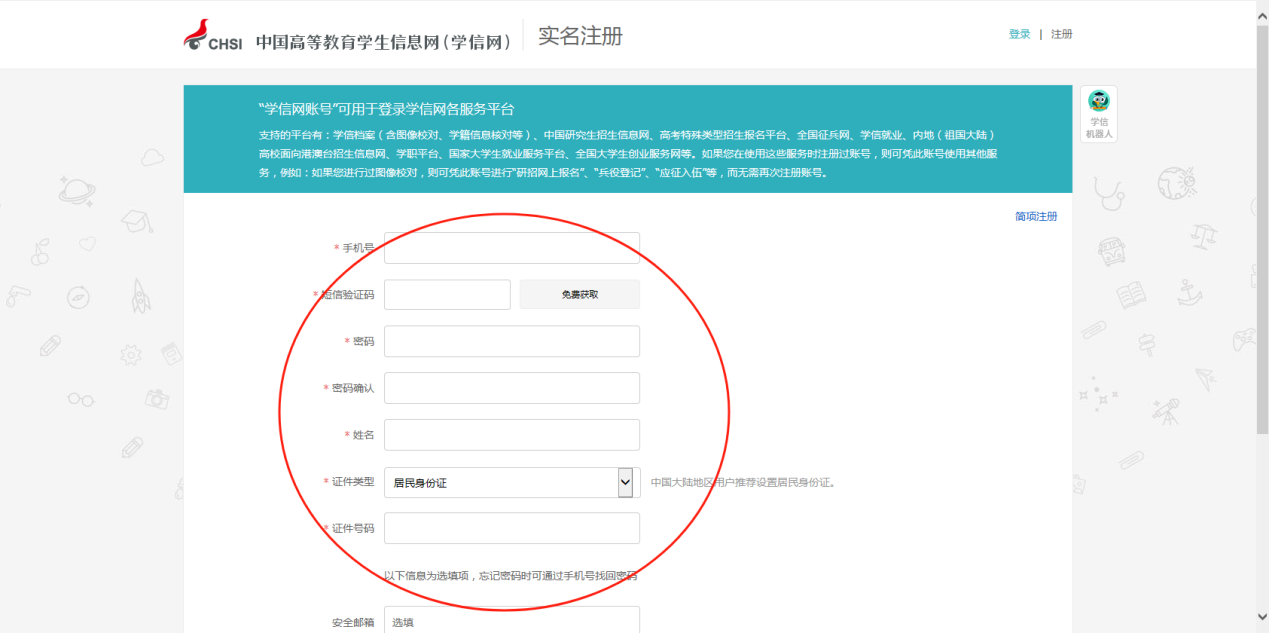 CHSI 中国高等教育学生信息网(学信网) 实名注册 登录 | 注册
“学信网账号”可用于登录学信网各服务平台
支持的平台有：学信档案（含图像校对、学籍信息核对等）、中国研究生招生信息网、高考特殊类型招生报名平台、全国征兵网、学信就业、内地（祖国大陆）
高校面向港澳台招生信息网、学职平台、国家大学生就业服务平台、全国大学生创业服务网等。如果您在使用这些服务时注册过账号，则可凭此账号使用其他服
务，例如：如果您进行过图像校对，则可凭此账号进行“研招网上报名”、“兵役登记”、“应征入伍”等，而无需再次注册账号。
学信
机器人
简项注册
* 手机号
* 短信验证码 免费获取
* 密码
* 密码确认
* 姓名
* 证件类型 居民身份证 中国大陆地区用户推荐设置居民身份证。
* 证件号码
以下信息为选填项，忘记密码时可通过手机号找回密码
安全邮箱 选填